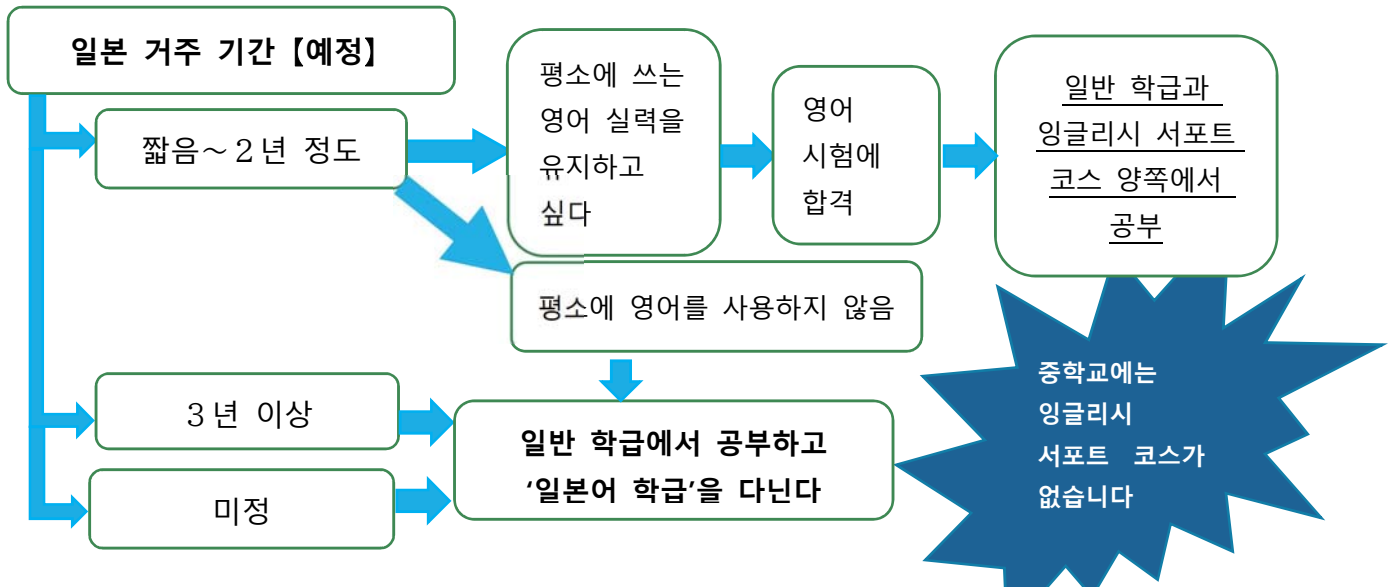 일본 거주 기간【예정】
짧음～２년 정도
평소에 쓰는
영어 실력을
유지하고
싶다
영어
시험에
합격
일반 학급과
잉글리시 서포트
코스 양쪽에서
공부
평소에 영어를 사용하지 않음
３년 이상
미정
일반 학급에서 공부하고
‘일본어 학급’을 다닌다
중학교에는
잉글리시
서포트 코스가
없습니다